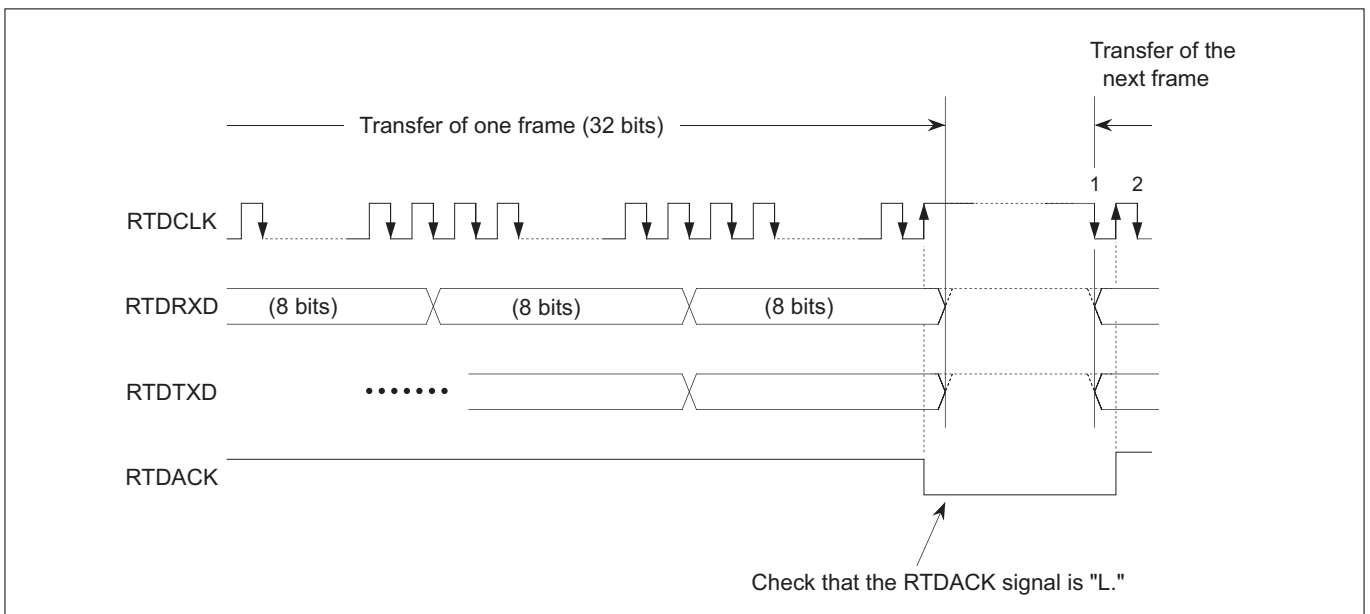 Transfer of the
next frame
Transfer of one frame (32 bits)
1 2
RTDCLK
RTDRXD (8 bits) (8 bits) (8 bits)
RTDTXD
RTDACK
Check that the RTDACK signal is "L."